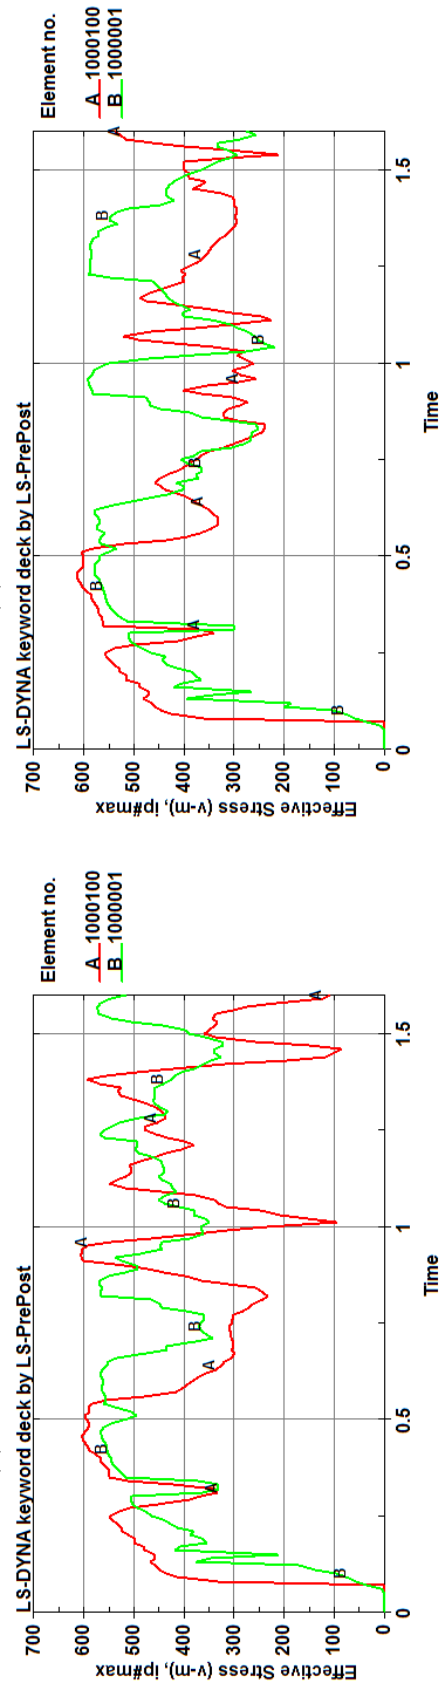 LS-DYNA keyword deck by LS-PrePost
Effective Stress (v-m), ip#max
700
600
500
400
300
200
100
0
0
0.5
1
1.5
Time
Element no.
A 1000100
B 1000001
A
A
A
A
A
B
B
B
B
B
LS-DYNA keyword deck by LS-PrePost
Effective Stress (v-m), ip#max
700
600
500
400
300
200
100
0
0
0.5
1
1.5
Time
Element no.
A 1000100
B 1000001
A
A
A
A
A
B
B
B
B
B